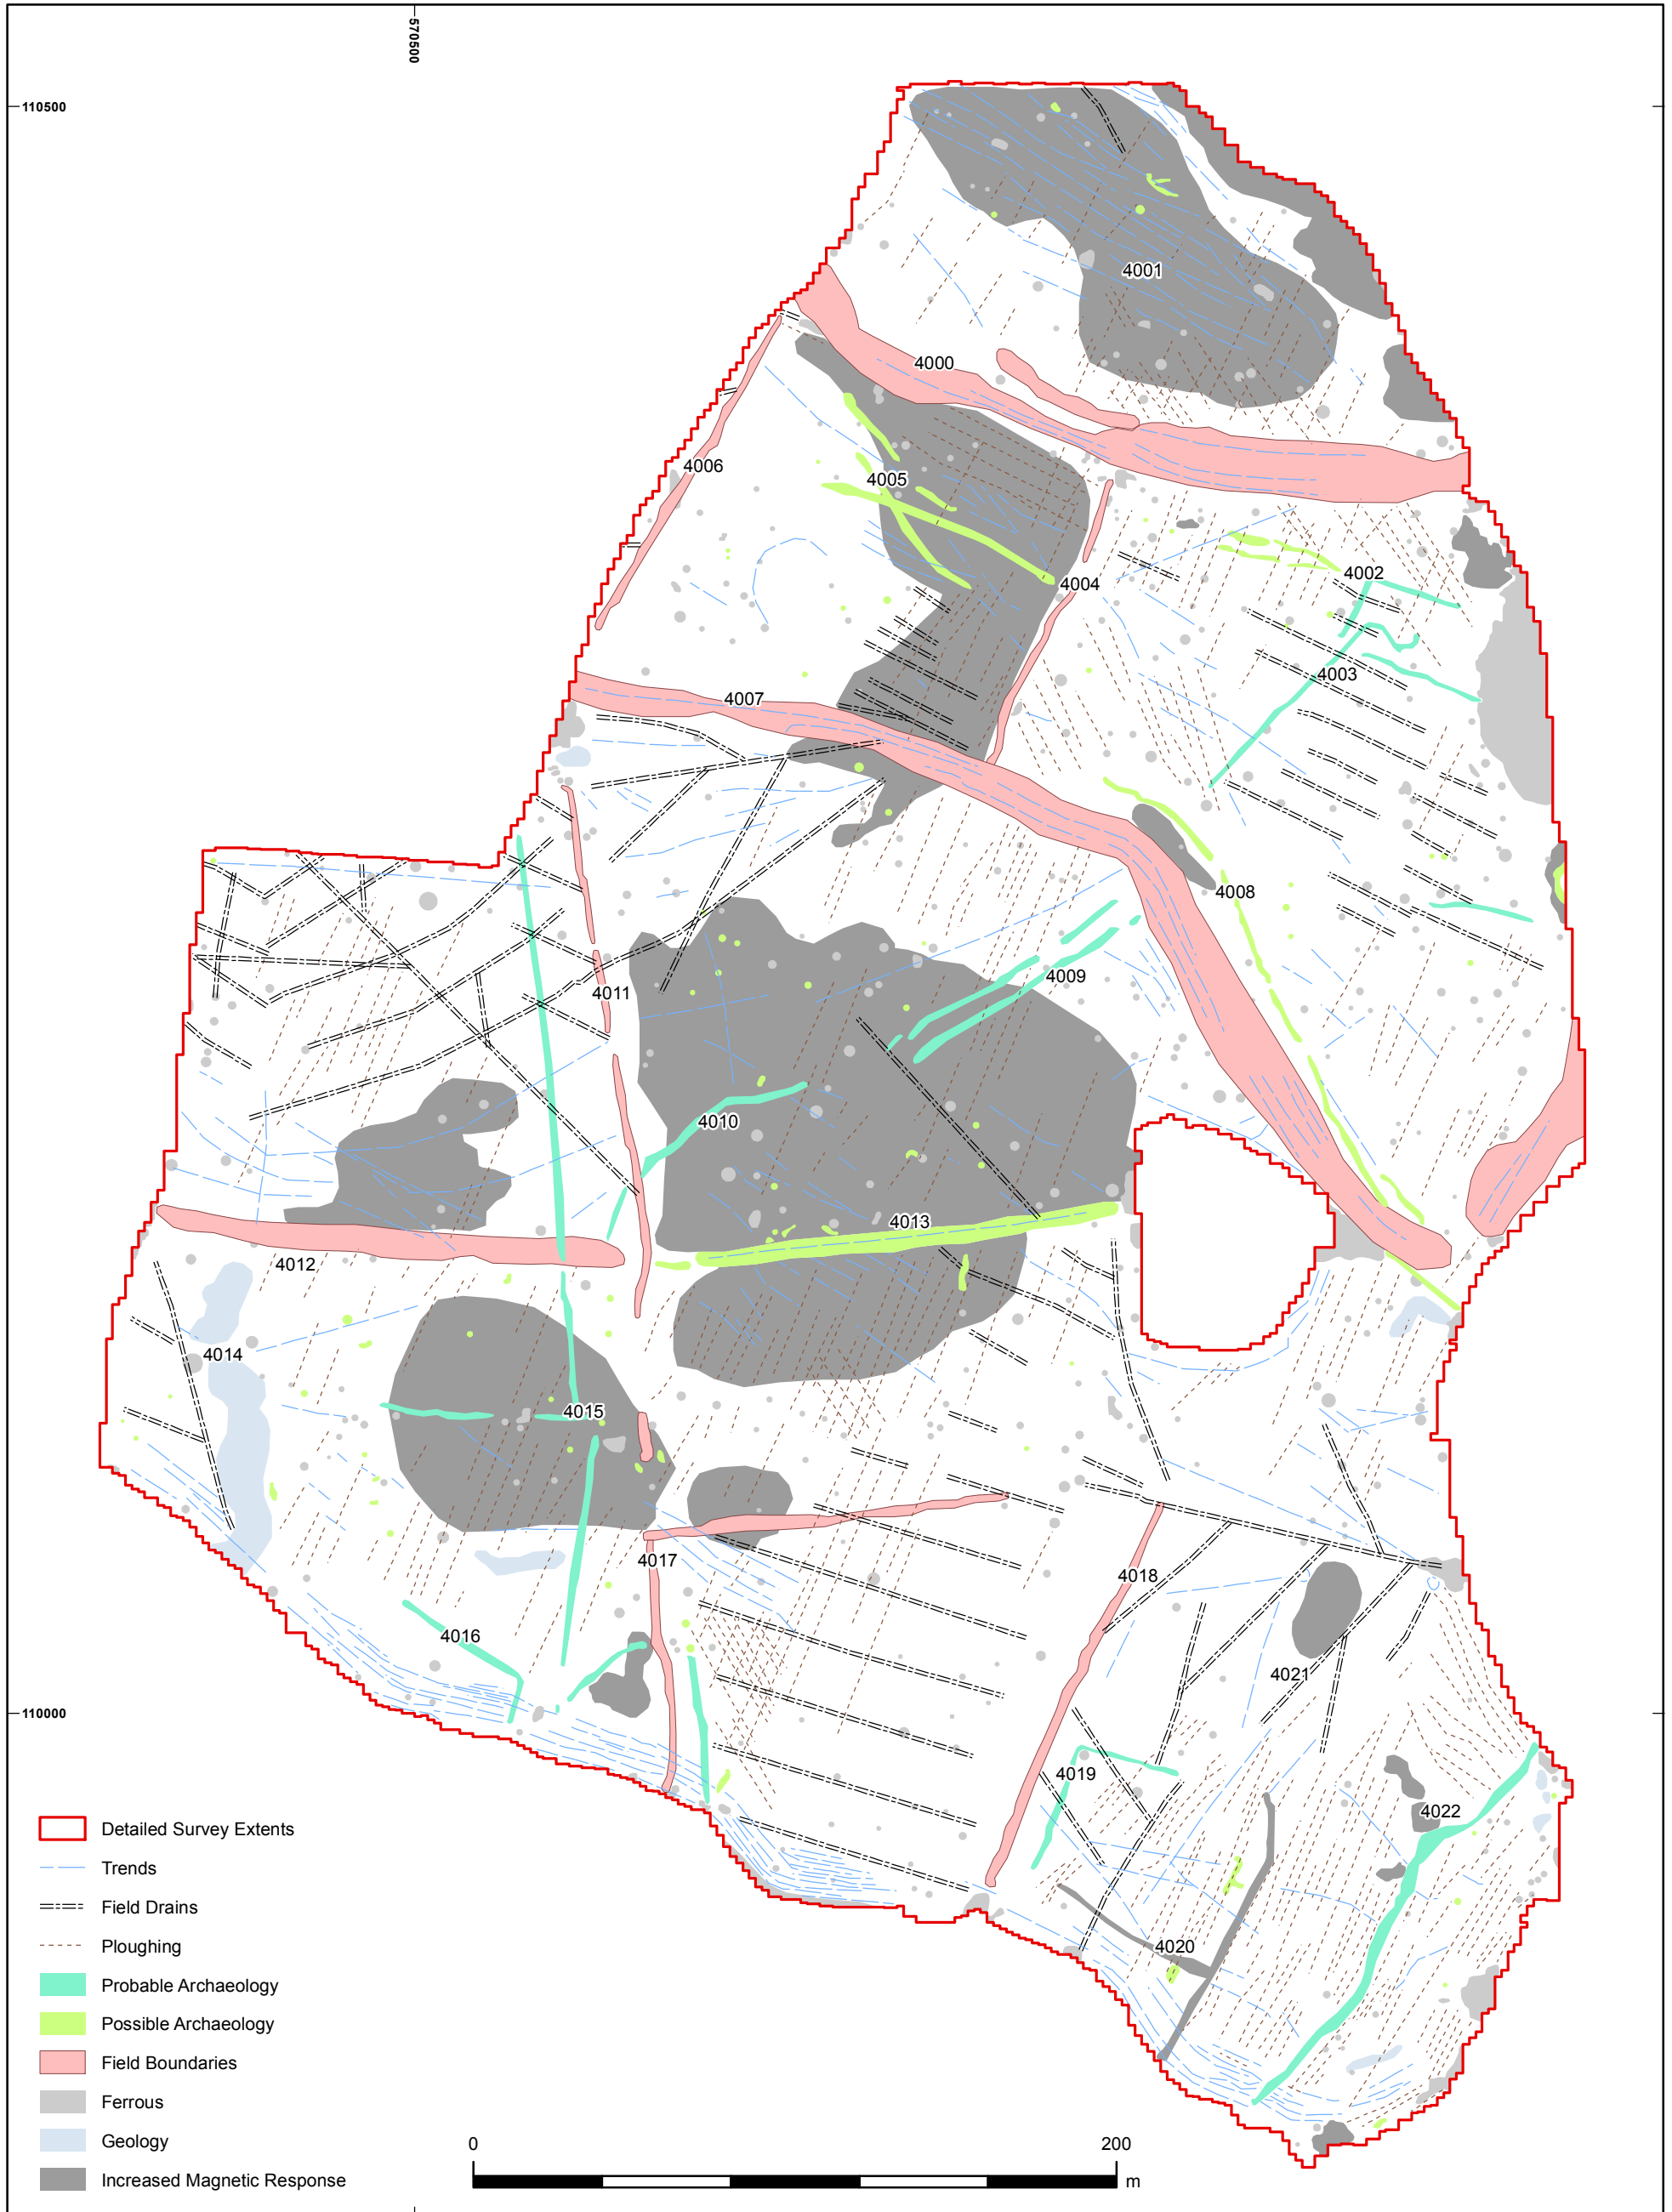 570500
110500
4001
4000
4006
4005
4002
4004
4003
4007
4008
4009
4011
4010
4013
4012
4014
4015
4017
4018
4016
4021
4019
4022
4020
110000
Detailed Survey Extents
Trends
Field Drains
Ploughing
Probable Archaeology
Possible Archaeology
Field Boundaries
Ferrous
Geology
Increased Magnetic Response
0 200
m